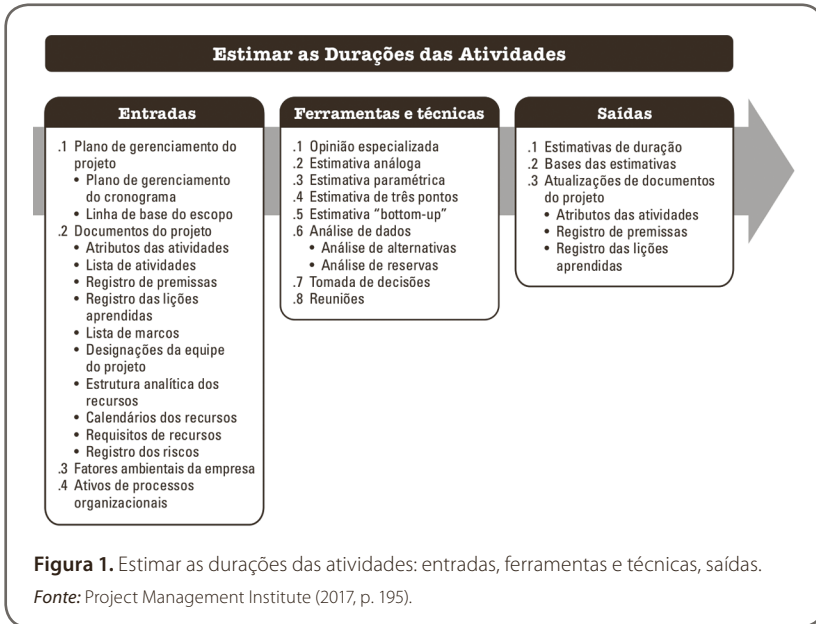 Estimar as Durações das Atividades
Entradas
.1 Plano de gerenciamento do
projeto
• Plano de gerenciamento
do cronograma
• Linha de base do escopo
.2 Documentos do projeto
• Atributos das atividades
• Lista de atividades
• Registro de premissas
• Registro das lições
aprendidas
• Lista de marcos
• Designações da equipe
do projeto
• Estrutura analítica dos
recursos
• Calendários dos recursos
• Requisitos de recursos
• Registro dos riscos
.3 Fatores ambientais da empresa
.4 Ativos de processos
organizacionais
Ferramentas e técnicas
.1 Opinião especializada
.2 Estimativa análoga
.3 Estimativa paramétrica
.4 Estimativa de três pontos
.5 Estimativa “bottom-up”
.6 Análise de dados
• Análise de alternativas
• Análise de reservas
.7 Tomada de decisões
.8 Reuniões
Saídas
.1 Estimativas de duração
.2 Bases das estimativas
.3 Atualizações de documentos
do projeto
• Atributos das atividades
• Registro de premissas
• Registro das lições
aprendidas
Figura 1. Estimar as durações das atividades: entradas, ferramentas e técnicas, saídas.
Fonte: Project Management Institute (2017, p. 195).